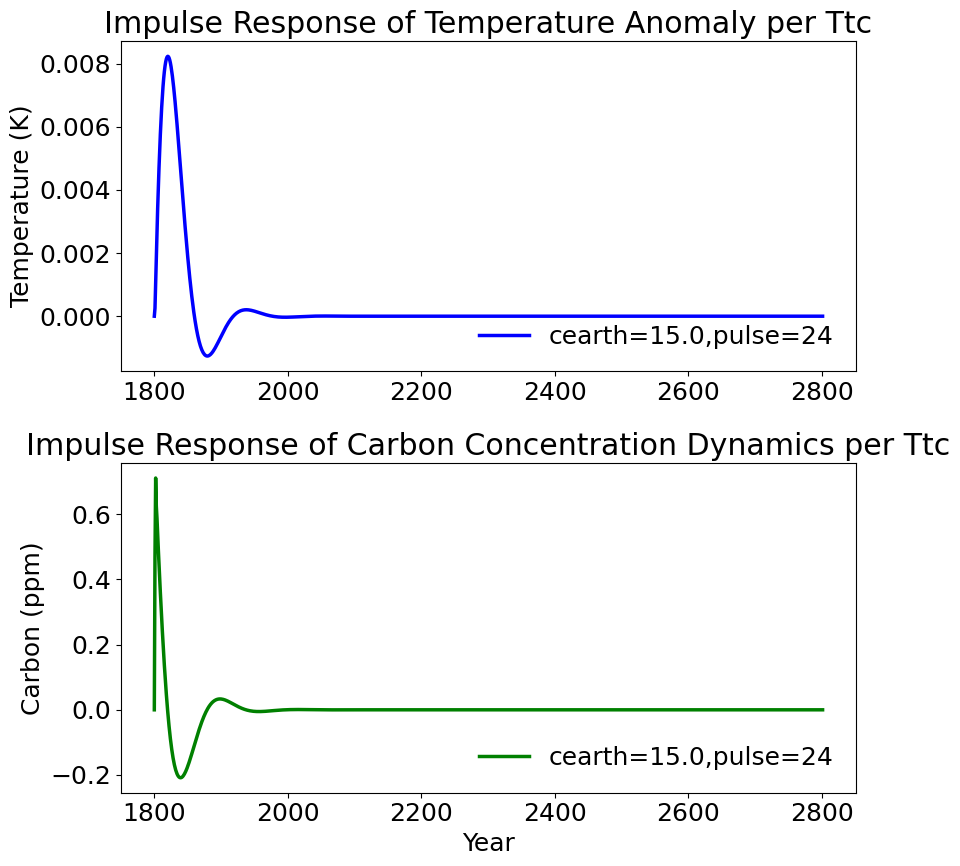 Impulse Response of Temperature Anomaly per Ttc
Temperature (K)
0.008
0.006
0.004
0.002
0.000
cearth=15.0,pulse=24
1800 2000 2200 2400 2600 2800
Impulse Response of Carbon Concentration Dynamics per Ttc
Carbon (ppm)
0.6
0.4
0.2
0.0
−0.2
cearth=15.0,pulse=24
1800 2000 2200 2400 2600 2800
Year